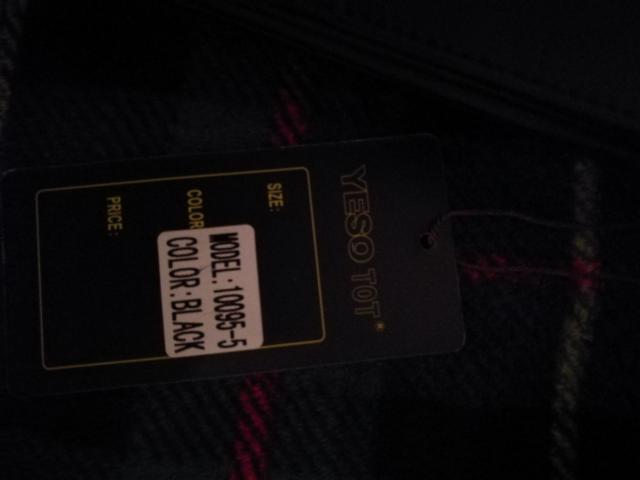 YESO TOT
SIZE:
COLOR
PRICE:
MODEL:10095-5
COLOR:BLACK